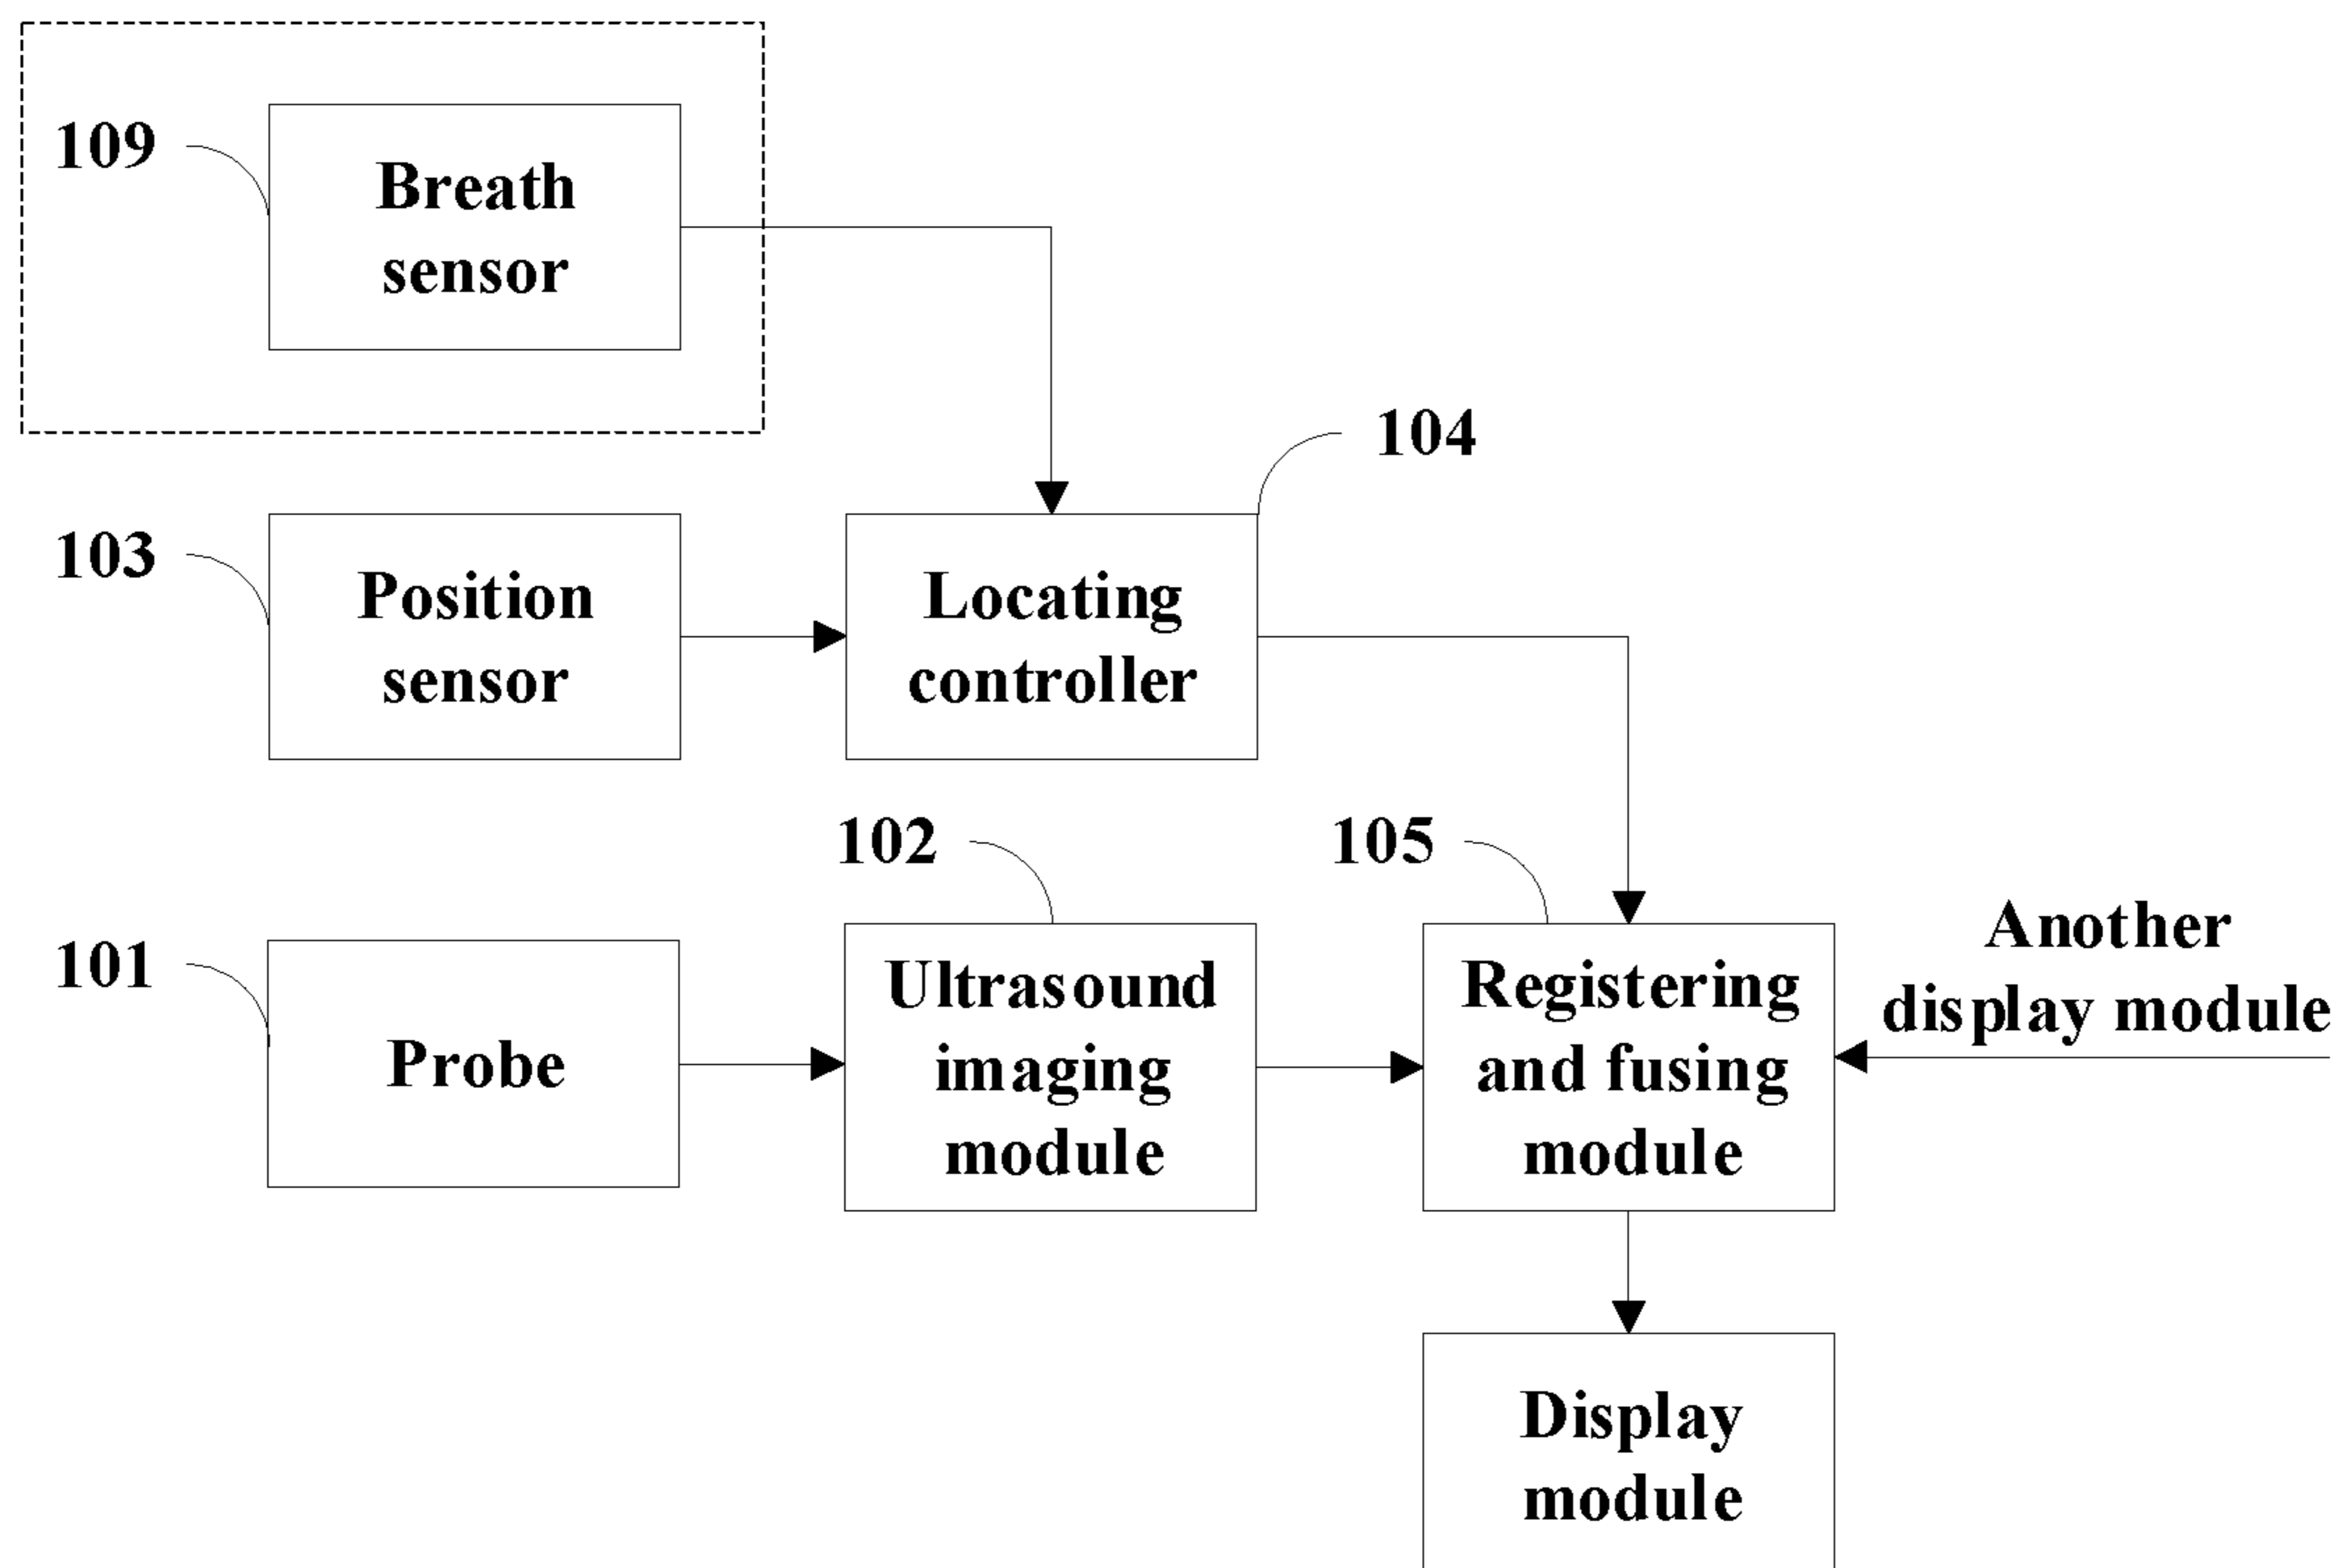 109
Breath
sensor
104
103
Position
sensor
Locating
controller
102
105
101
Probe
Ultrasound
imaging
module
Registering
and fusing
module
Another
display module
Display
module